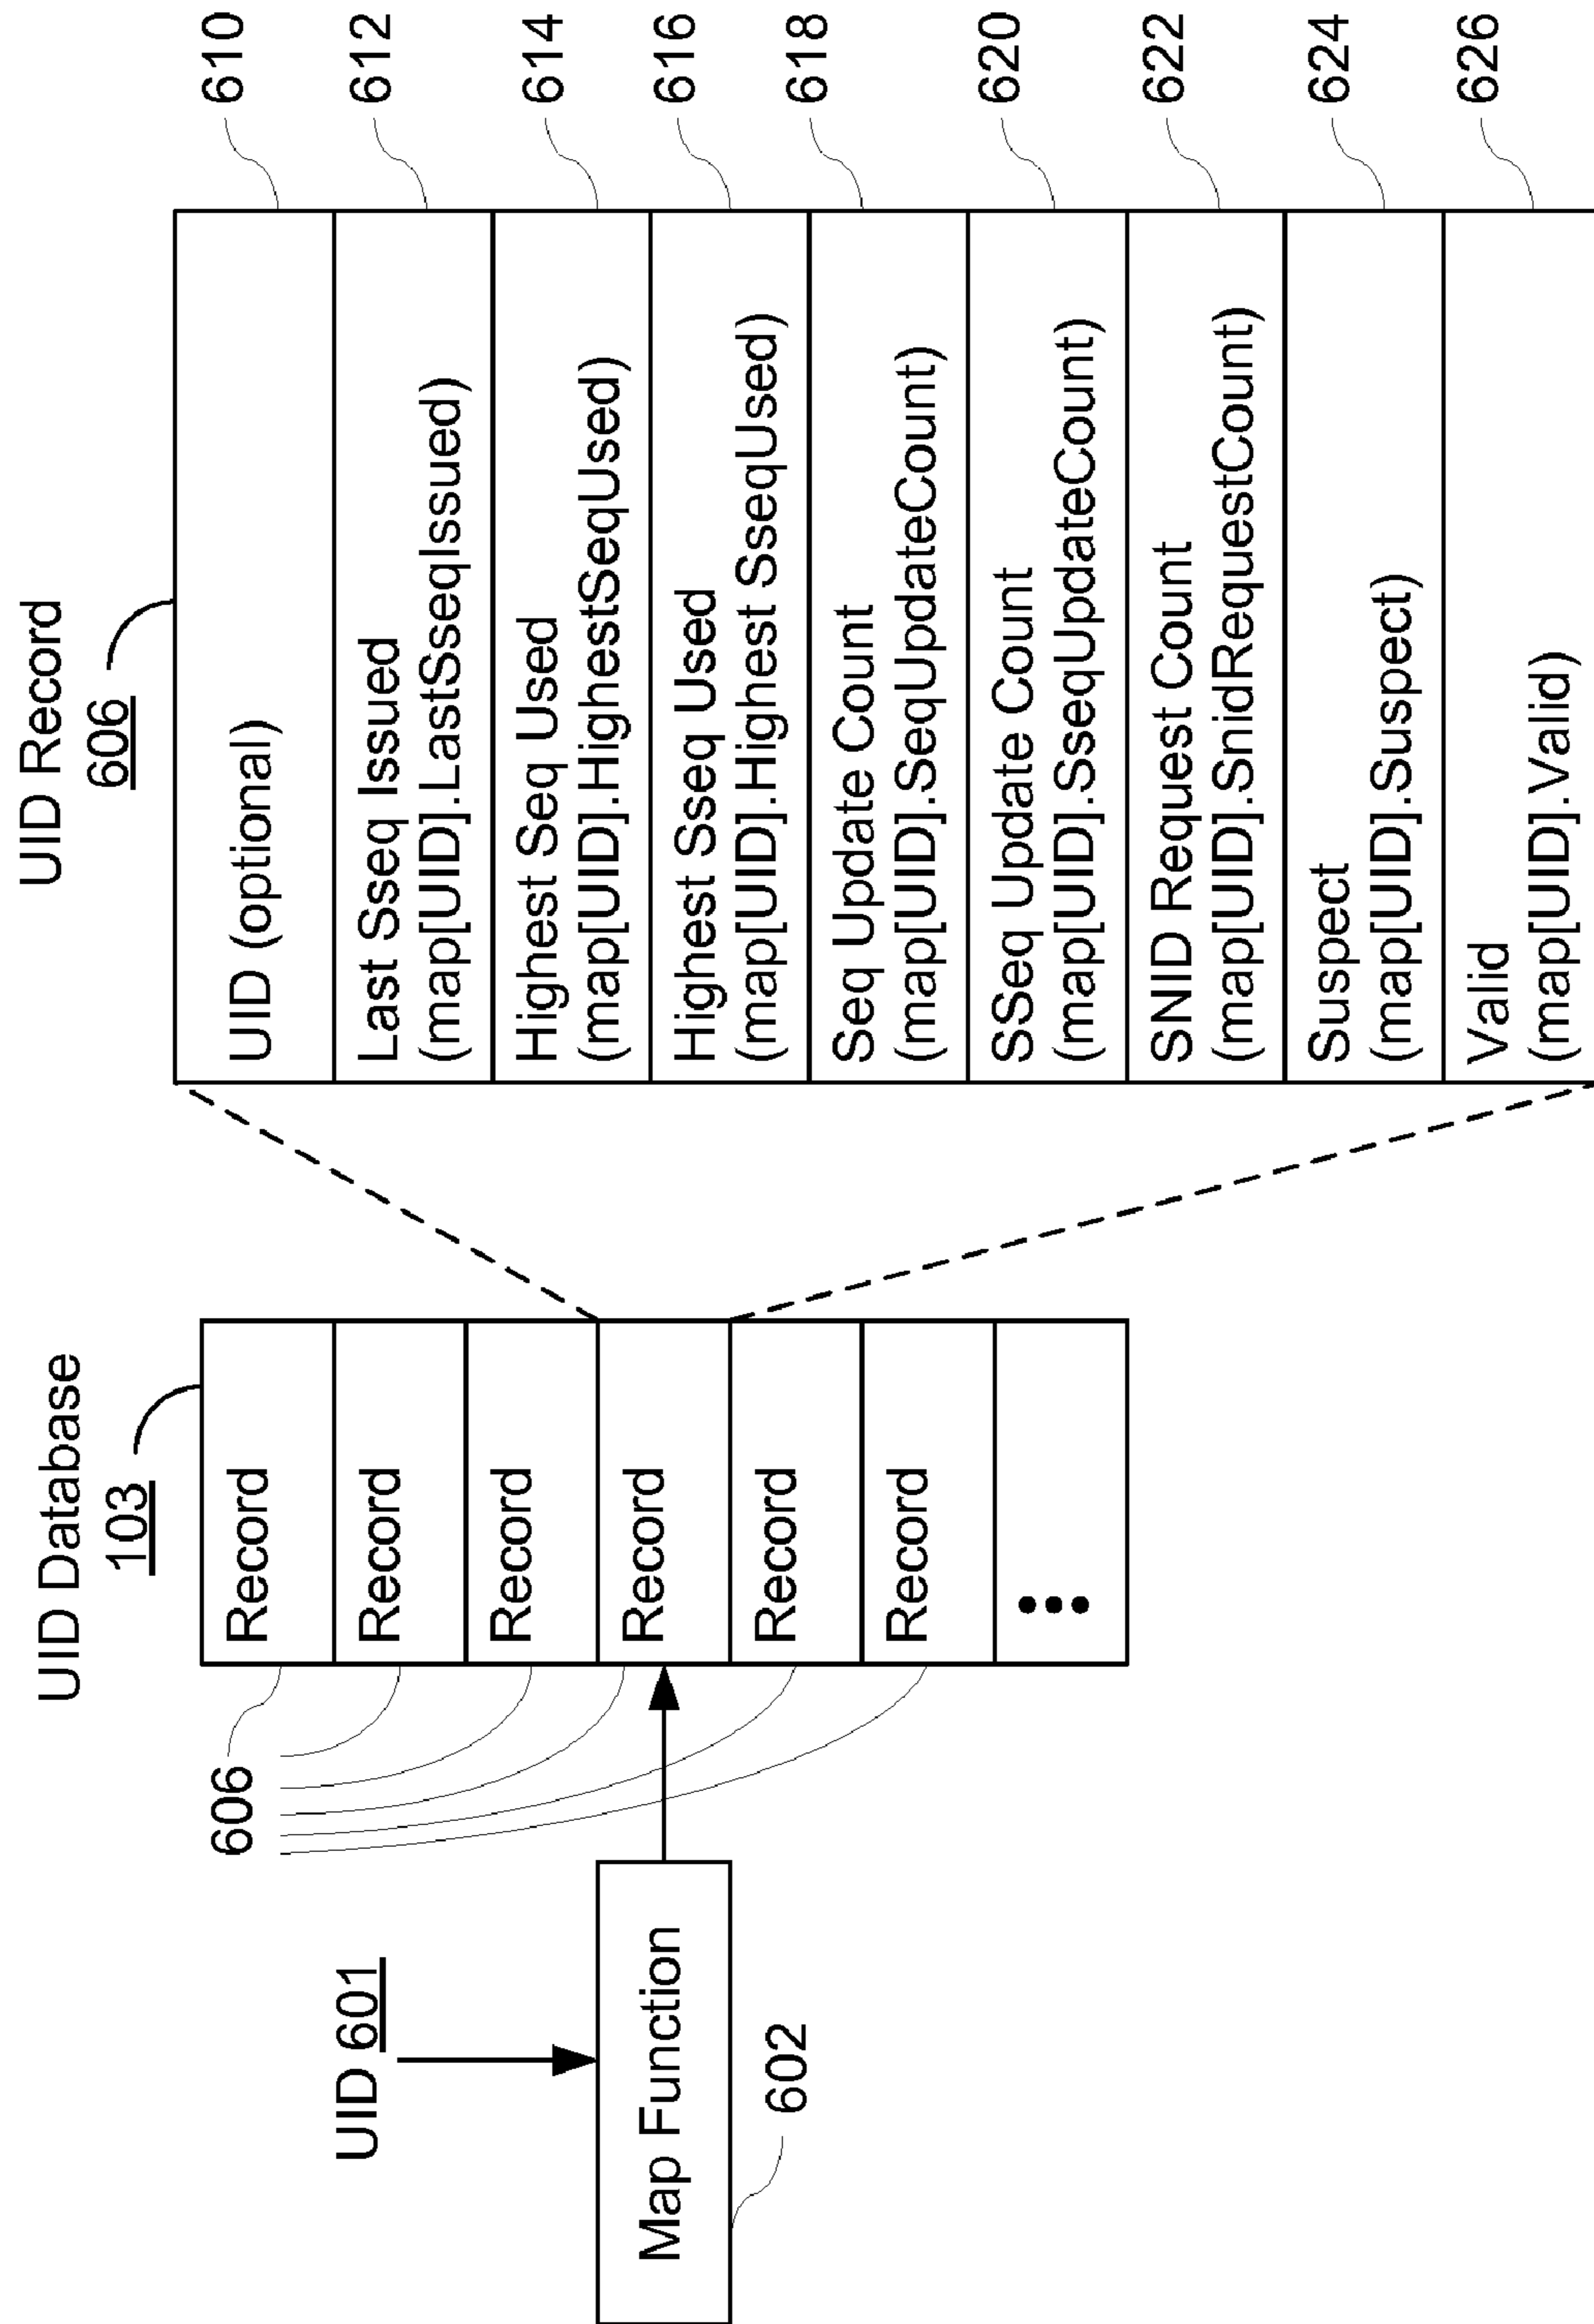 UID 601
Map Function
602
UID Database
103
606
Record
Record
Record
Record
Record
Record
UID Record
606
UID (optional)
610
Last Sseq Issued
(map[UID].LastSseqIssued)
612
Highest Seq Used
(map[UID].HighestSeqUsed)
614
Highest Sseq Used
(map[UID].Highest SseqUsed)
616
Seq Update Count
(map[UID].SeqUpdateCount)
618
SSeq Update Count
(map[UID].SseqUpdateCount)
620
SNID Request Count
(map[UID].SnidRequestCount)
622
Suspect
(map[UID].Suspect)
624
Valid
(map[UID].Valid)
626